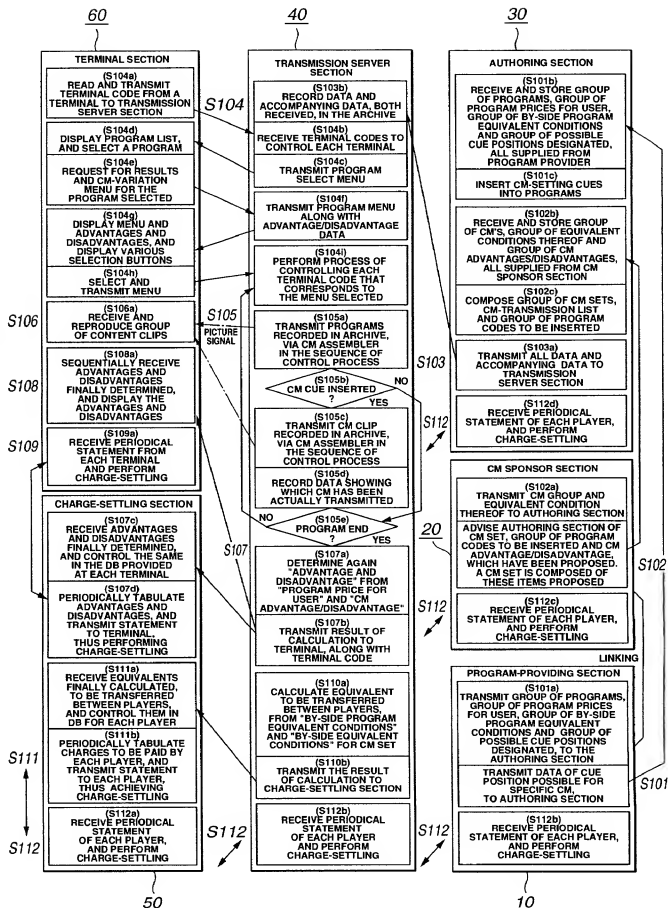 60
TERMINAL SECTION
(S104a)
READ AND TRANSMIT
TERMINAL CODE FROM A
TERMINAL TO TRANSMISSION
SERVER SECTION
(S104d)
DISPLAY PROGRAM LIST,
AND SELECT A PROGRAM
(S104e)
REQUEST FOR RESULTS
AND CM-VARIATION
MENU FOR THE
PROGRAM SELECTED
(S104g)
DISPLAY MENU AND
ADVANTAGES AND
DISADVANTAGES, AND
DISPLAY VARIOUS
SELECTION BUTTONS
(S104h)
SELECT AND
TRANSMIT MENU
S106
(S106a)
RECEIVE AND
REPRODUCE GROUP
OF CONTENT CLIPS
S108
(S108a)
SEQUENTIALLY RECEIVE
ADVANTAGES AND
DISADVANTAGES
FINALLY DETERMINED,
AND DISPLAY THE
ADVANTAGES AND
DISADVANTAGES
S109
(S109a)
RECEIVE PERIODICAL
STATEMENT FROM
EACH TERMINAL
AND PERFORM
CHARGE-SETTLING
CHARGE-SETTLING SECTION
(S107c)
RECEIVE ADVANTAGES
AND DISADVANTAGES
FINALLY DETERMINED,
AND CONTROL THE SAME
IN THE DB PROVIDED
AT EACH TERMINAL
(S107d)
PERIODICALLY TABULATE
ADVANTAGES AND
DISADVANTAGES, AND
TRANSMIT STATEMENT
TO TERMINAL,
THUS PERFORMING
CHARGE-SETTLING
(S111a)
RECEIVE EQUIVALENTS
FINALLY CALCULATED,
TO BE TRANSFERRED
BETWEEN PLAYERS,
AND CONTROL THEM IN
DB FOR EACH PLAYER
(S111b)
PERIODICALLY TABULATE
CHARGES TO BE PAID BY
EACH PLAYER, AND
TRANSMIT STATEMENT
TO EACH PLAYER,
THUS ACHIEVING
CHARGE-SETTLING
S111
S112
(S112a)
RECEIVE PERIODICAL
STATEMENT
OF EACH PLAYER,
AND PERFORM
CHARGE-SETTLING
50
S104
S105
PICTURE
SIGNAL
S107
S112
40
TRANSMISSION SERVER
SECTION
(S103b)
RECORD DATA AND
ACCOMPANYING DATA, BOTH
RECEIVED, IN THE ARCHIVE
(S104b)
RECEIVE TERMINAL CODES TO
CONTROL EACH TERMINAL
(S104c)
TRANSMIT PROGRAM
SELECT MENU
(S104f)
TRANSMIT PROGRAM MENU
ALONG WITH
ADVANTAGE/DISADVANTAGE
DATA
(S104i)
PERFORM PROCESS OF
CONTROLLING EACH
TERMINAL CODE THAT
CORRESPONDS TO
THE MENU SELECTED
(S105a)
TRANSMIT PROGRAMS
RECORDED IN ARCHIVE,
VIA CM ASSEMBLER
IN THE SEQUENCE OF
CONTROL PROCESS
(S105b)
CM CUE INSERTED
?
NO
YES
(S105c)
TRANSMIT CM CLIP
RECORDED IN ARCHIVE,
VIA CM ASSEMBLER IN
THE SEQUENCE OF
CONTROL PROCESS
(S105d)
RECORD DATA SHOWING
WHICH CM HAS BEEN
ACTUALLY TRANSMITTED
NO
(S105e)
PROGRAM END
?
YES
(S107a)
DETERMINE AGAIN
"ADVANTAGE AND
DISADVANTAGE" FROM
"PROGRAM PRICE FOR
USER" AND "CM
ADVANTAGE/DISADVANTAGE"
(S107b)
TRANSMIT RESULT OF
CALCULATION TO
TERMINAL, ALONG WITH
TERMINAL CODE
(S110a)
CALCULATE EQUIVALENT
TO BE TRANSFERRED
BETWEEN PLAYERS,
FROM "BY-SIDE PROGRAM
EQUIVALENT CONDITIONS"
AND "BY-SIDE EQUIVALENT
CONDITIONS" FOR CM SET
(S110b)
TRANSMIT THE RESULT
OF CALCULATION TO
CHARGE-SETTLING SECTION
(S112b)
RECEIVE PERIODICAL
STATEMENT
OF EACH PLAYER
AND PERFORM
CHARGE-SETTLING
S103
S112
20
S112
S112
30
AUTHORING SECTION
(S101b)
RECEIVE AND STORE GROUP
OF PROGRAMS, GROUP OF
PROGRAM PRICES FOR USER,
GROUP OF BY-SIDE PROGRAM
EQUIVALENT CONDITIONS
AND GROUP OF POSSIBLE
CUE POSITIONS DESIGNATED,
ALL SUPPLIED FROM
PROGRAM PROVIDER
(S101c)
INSERT CM-SETTING CUES
INTO PROGRAMS
(S102b)
RECEIVE AND STORE GROUP
OF CM'S, GROUP OF EQUIVALENT
CONDITIONS THEREOF AND
GROUP OF CM
ADVANTAGES/DISADVANTAGES,
ALL SUPPLIED FROM CM
SPONSOR SECTION
(S102c)
COMPOSE GROUP OF CM SETS,
CM-TRANSMISSION LIST
AND GROUP OF PROGRAM
CODES TO BE INSERTED
(S103a)
TRANSMIT ALL DATA AND
ACCOMPANYING DATA TO
TRANSMISSION
SERVER SECTION
(S112d)
RECEIVE PERIODICAL
STATEMENT OF EACH PLAYER,
AND PERFORM
CHARGE-SETTLING
CM SPONSOR SECTION
(S102a)
TRANSMIT CM GROUP AND
EQUIVALENT CONDITION
THEREOF TO AUTHORING SECTION
ADVISE AUTHORING SECTION OF
CM SET, GROUP OF PROGRAM
CODES TO BE INSERTED AND CM
ADVANTAGE/DISADVANTAGE,
WHICH HAVE BEEN PROPOSED.
A CM SET IS COMPOSED OF
THESE ITEMS PROPOSED
(S112c)
RECEIVE PERIODICAL
STATEMENT OF EACH PLAYER,
AND PERFORM
CHARGE-SETTLING
S102
LINKING
PROGRAM-PROVIDING SECTION
(S101a)
TRANSMIT GROUP OF PROGRAMS,
GROUP OF PROGRAM PRICES
FOR USER, GROUP OF BY-SIDE
PROGRAM EQUIVALENT
CONDITIONS AND GROUP OF
POSSIBLE CUE POSITIONS
DESIGNATED, TO THE
AUTHORING SECTION
TRANSMIT DATA OF CUE
POSITION POSSIBLE FOR
SPECIFIC CM,
TO AUTHORING SECTION
S101
(S112b)
RECEIVE PERIODICAL
STATEMENT OF EACH PLAYER,
AND PERFORM
CHARGE-SETTLING
10